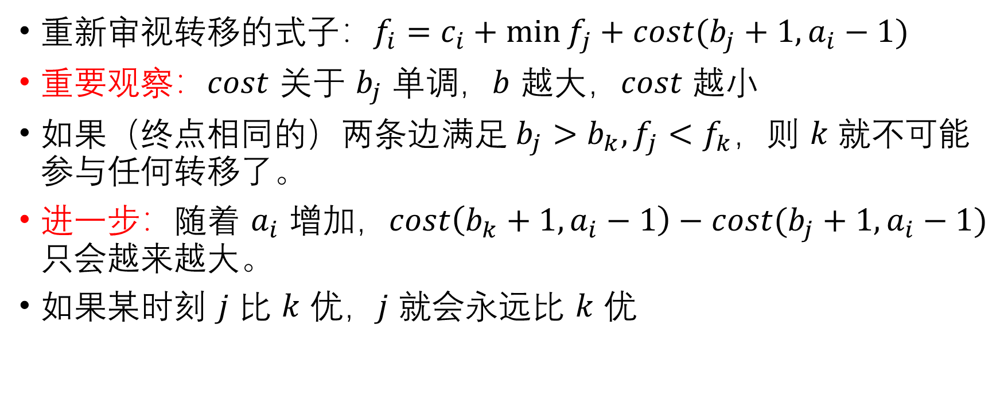 • 重新审视转移的式子：$f_i = c_i + \min f_j + cost(b_j + 1, a_i - 1)$
• 重要观察：$cost$ 关于 $b_j$ 单调，$b$ 越大，$cost$ 越小
• 如果（终点相同的）两条边满足 $b_j > b_k, f_j < f_k$，则 $k$ 就不可能
参与任何转移了。
• 进一步：随着 $a_i$ 增加，$cost(b_k + 1, a_i - 1) - cost(b_j + 1, a_i - 1)$
只会越来越大。
• 如果某时刻 $j$ 比 $k$ 优，$j$ 就会永远比 $k$ 优